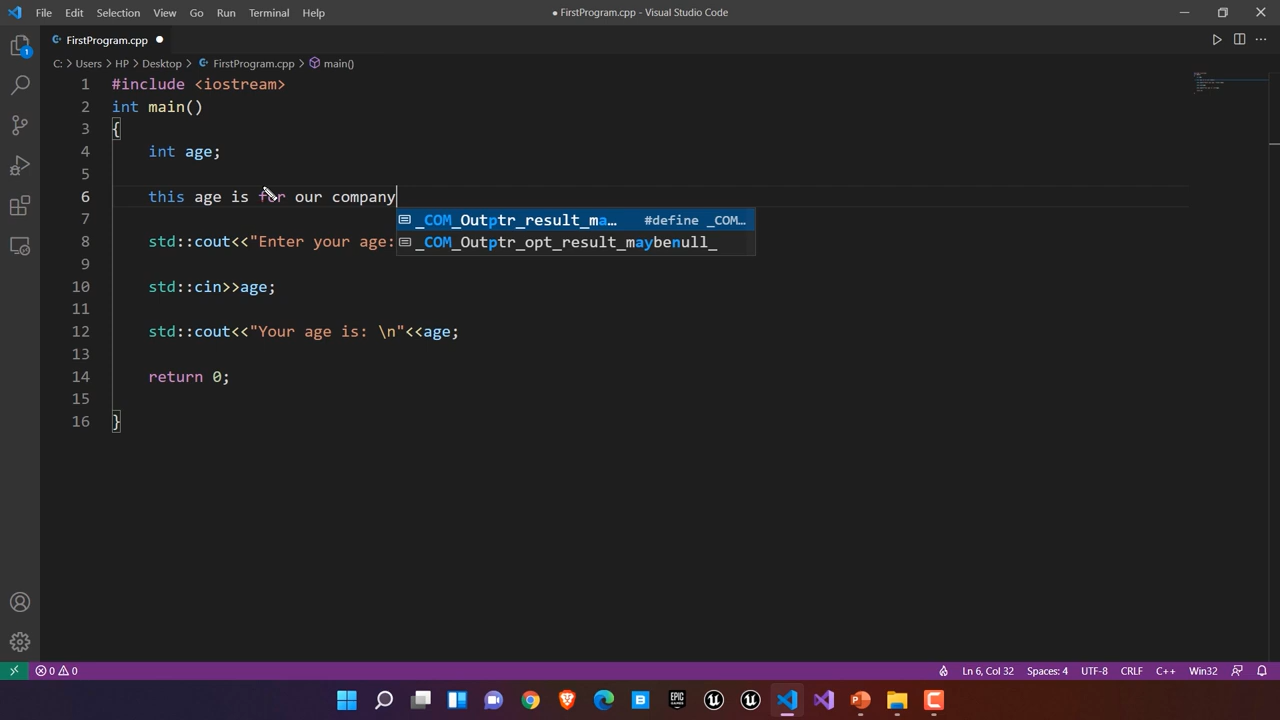 File Edit Selection View Go Run Terminal Help
● FirstProgram.cpp - Visual Studio Code
FirstProgram.cpp ●
C: > Users > HP > Desktop > FirstProgram.cpp > main()
1 #include <iostream>
2 int main()
3 {
4 int age;
5
6 this age is for our company
_COM_Outptr_result_ma… #define _COM…
7
_COM_Outptr_opt_result_maybenull_
8 std::cout<<"Enter your age:
9
10 std::cin>>age;
11
12 std::cout<<"Your age is: \n"<<age;
13
14 return 0;
15
16 }
1
0 0
Ln 6, Col 32 Spaces: 4 UTF-8 CRLF C++ Win32
EPIC GAMES